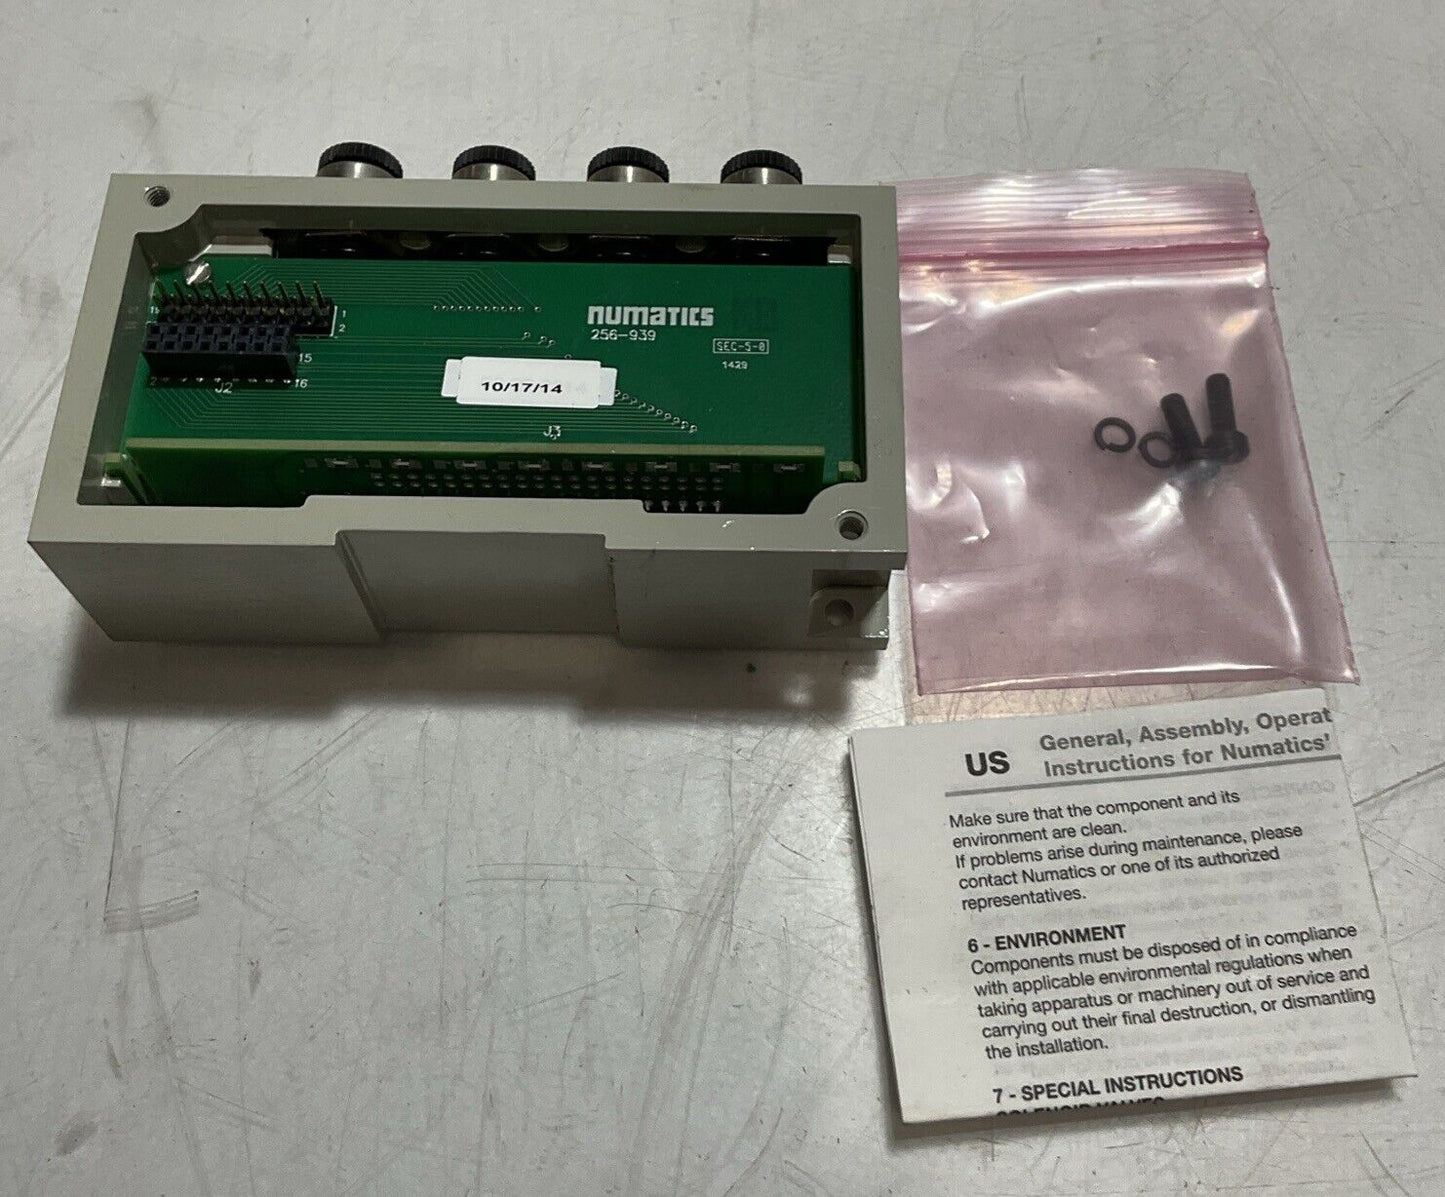 numatics
256-939
SEC-5-0
1429
1
2
15
2
J2
16
10/17/14
J3
US
General, Assembly, Operat
Instructions for Numatics'
Make sure that the component and its
environment are clean.
If problems arise during maintenance, please
contact Numatics or one of its authorized
representatives.
6 - ENVIRONMENT
Components must be disposed of in compliance
with applicable environmental regulations when
taking apparatus or machinery out of service and
carrying out their final destruction, or dismantling
the installation.
7 - SPECIAL INSTRUCTIONS
SOLENOID VALVES